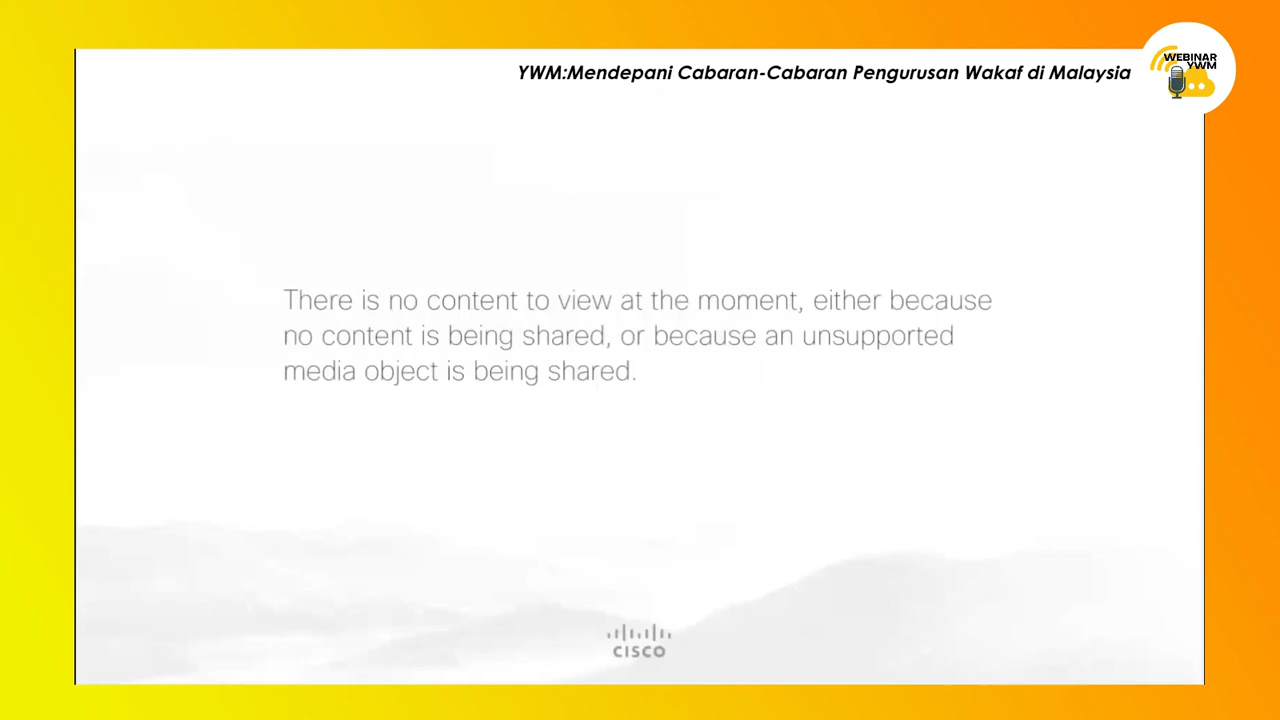 YWM:Mendepani Cabaran-Cabaran Pengurusan Wakaf di Malaysia
WEBINAR
YWM
There is no content to view at the moment, either because
no content is being shared, or because an unsupported
media object is being shared.
CISCO